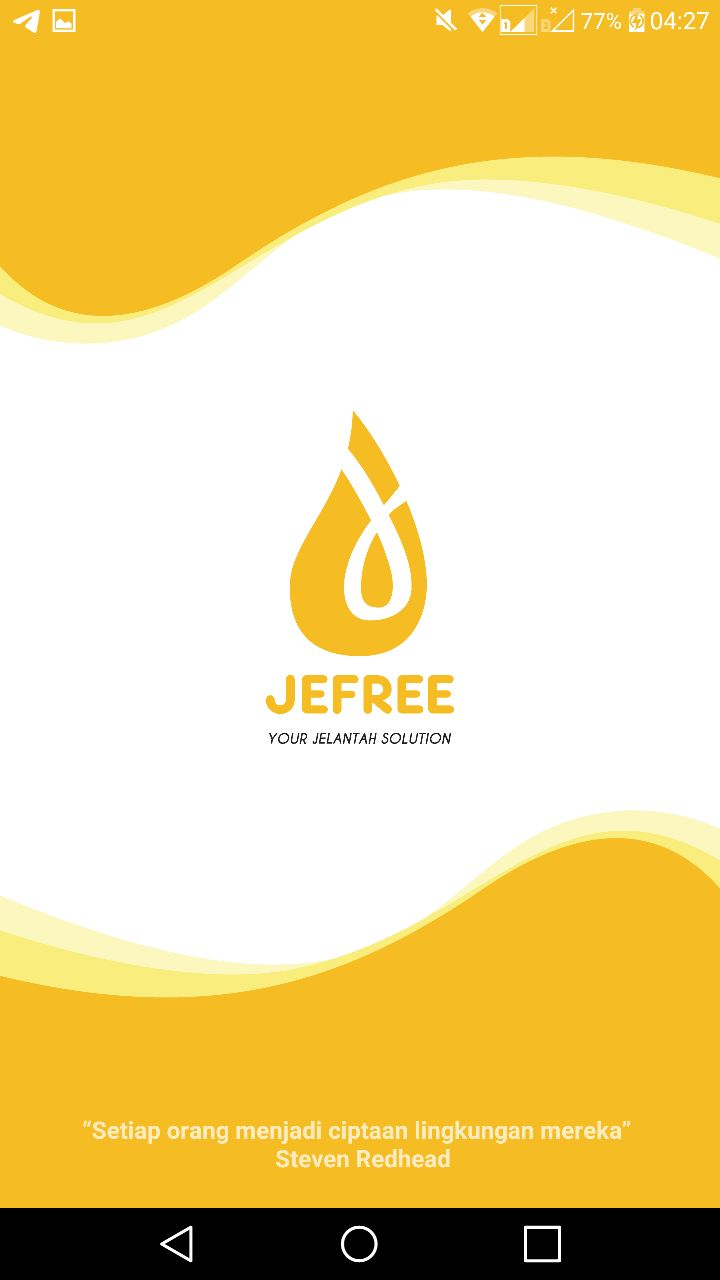 77% 04:27
JEFREE
YOUR JELANTAH SOLUTION
“Setiap orang menjadi ciptaan lingkungan mereka”
Steven Redhead